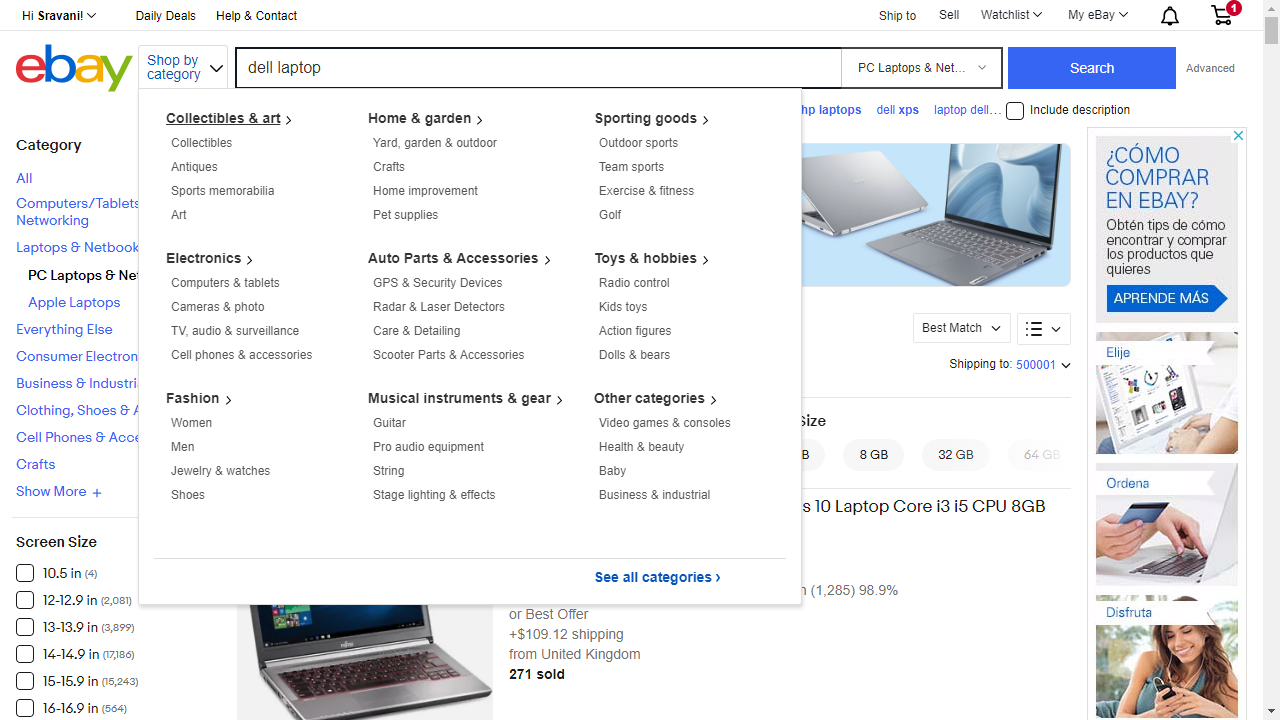 Hi Sravani!
Daily Deals
Help & Contact
Ship to
Sell
Watchlist
My eBay
1
ebay
Shop by category
dell laptop
PC Laptops & Net...
Search
Advanced
hp laptops
dell xps
laptop dell...
Include description
Category
All
Computers/Tablets
Networking
Laptops & Netbook
PC Laptops & Net
Apple Laptops
Everything Else
Consumer Electron
Business & Industri
Clothing, Shoes & A
Cell Phones & Acce
Crafts
Show More
Screen Size
10.5 in (4)
12-12.9 in (2,081)
13-13.9 in (3,899)
14-14.9 in (17,186)
15-15.9 in (15,243)
16-16.9 in (564)
Collectibles & art
Collectibles
Antiques
Sports memorabilia
Art
Home & garden
Yard, garden & outdoor
Crafts
Home improvement
Pet supplies
Sporting goods
Outdoor sports
Team sports
Exercise & fitness
Golf
Electronics
Computers & tablets
Cameras & photo
TV, audio & surveillance
Cell phones & accessories
Auto Parts & Accessories
GPS & Security Devices
Radar & Laser Detectors
Care & Detailing
Scooter Parts & Accessories
Toys & hobbies
Radio control
Kids toys
Action figures
Dolls & bears
Fashion
Women
Men
Jewelry & watches
Shoes
Musical instruments & gear
Guitar
Pro audio equipment
String
Stage lighting & effects
Other categories
Video games & consoles
Health & beauty
Baby
Business & industrial
See all categories ›
Best Match
Shipping to: 500001
Size
B
8 GB
32 GB
64 GB
s 10 Laptop Core i3 i5 CPU 8GB
n (1,285) 98.9%
or Best Offer
+$109.12 shipping
from United Kingdom
271 sold
¿CÓMO
COMPRAR
EN EBAY?
Obtén tips de cómo
encontrar y comprar
los productos que
quieres
APRENDE MÁS
Elije
Ordena
Disfruta